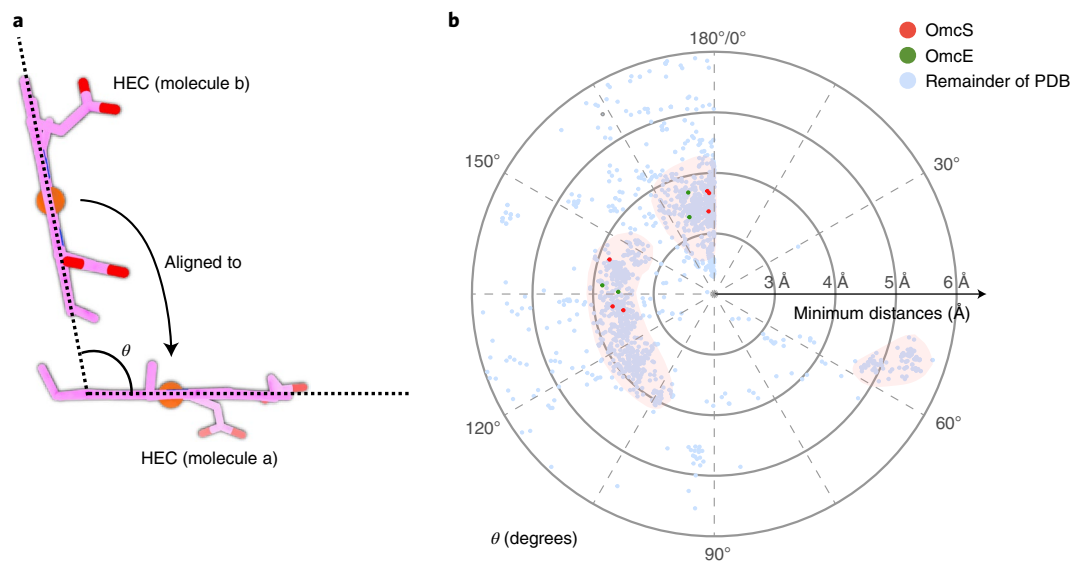 a
HEC (molecule b)
Aligned to
θ
HEC (molecule a)
b
OmcS
OmcE
Remainder of PDB
180°/0°
150°
30°
3 Å 4 Å 5 Å 6 Å
Minimum distances (Å)
120°
60°
θ (degrees)
90°